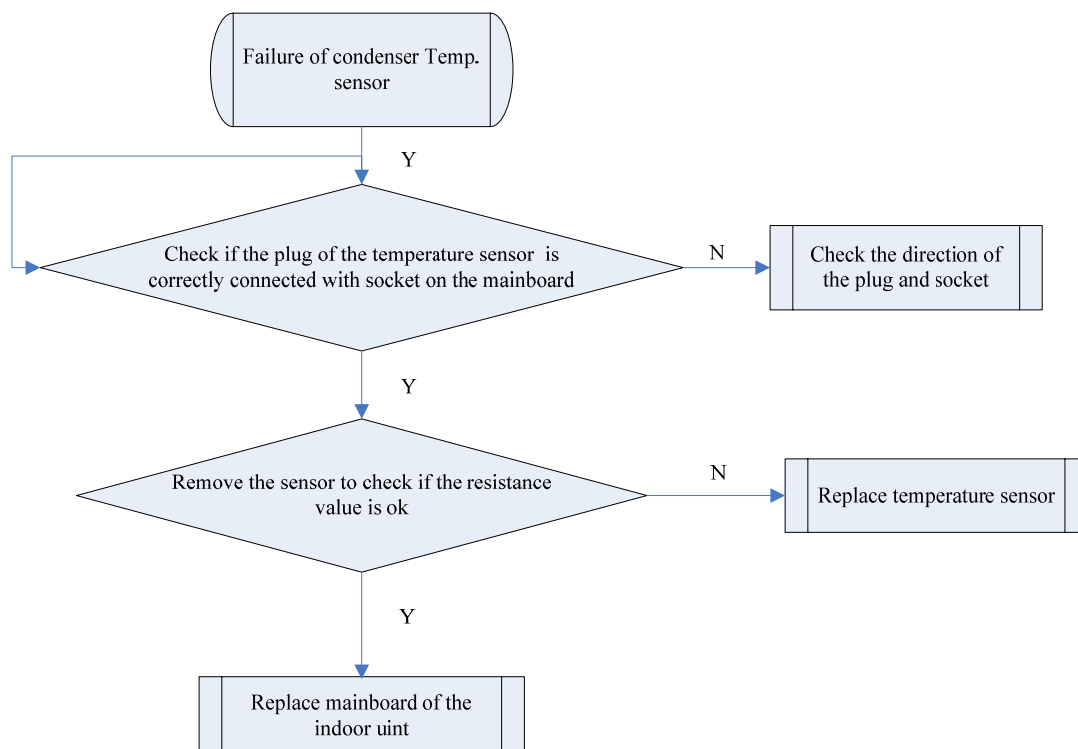 Failure of condenser Temp.
sensor
Y
Check if the plug of the temperature sensor is
correctly connected with socket on the mainboard
N
Check the direction of
the plug and socket
Y
Remove the sensor to check if the resistance
value is ok
N
Replace temperature sensor
Y
Replace mainboard of the
indoor uint